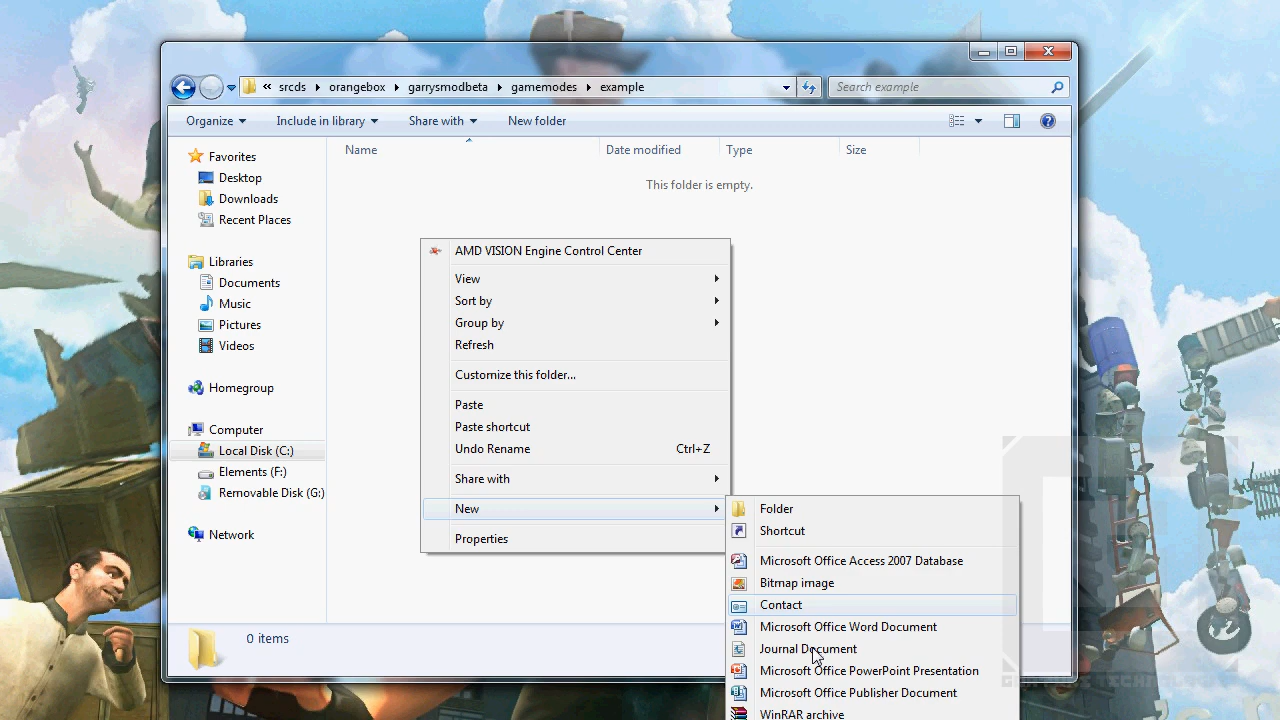 « srcds orangebox garrysmodbeta gamemodes example
Search example
Organize Include in library Share with New folder
Name Date modified Type Size
This folder is empty.
Favorites
Desktop
Downloads
Recent Places
Libraries
Documents
Music
Pictures
Videos
Homegroup
Computer
Local Disk (C:)
Elements (F:)
Removable Disk (G:)
Network
AMD VISION Engine Control Center
View
Sort by
Group by
Refresh
Customize this folder...
Paste
Paste shortcut
Undo Rename Ctrl+Z
Share with
New
Properties
Folder
Shortcut
Microsoft Office Access 2007 Database
Bitmap image
Contact
Microsoft Office Word Document
Journal Document
Microsoft Office PowerPoint Presentation
Microsoft Office Publisher Document
WinRAR archive
0 items